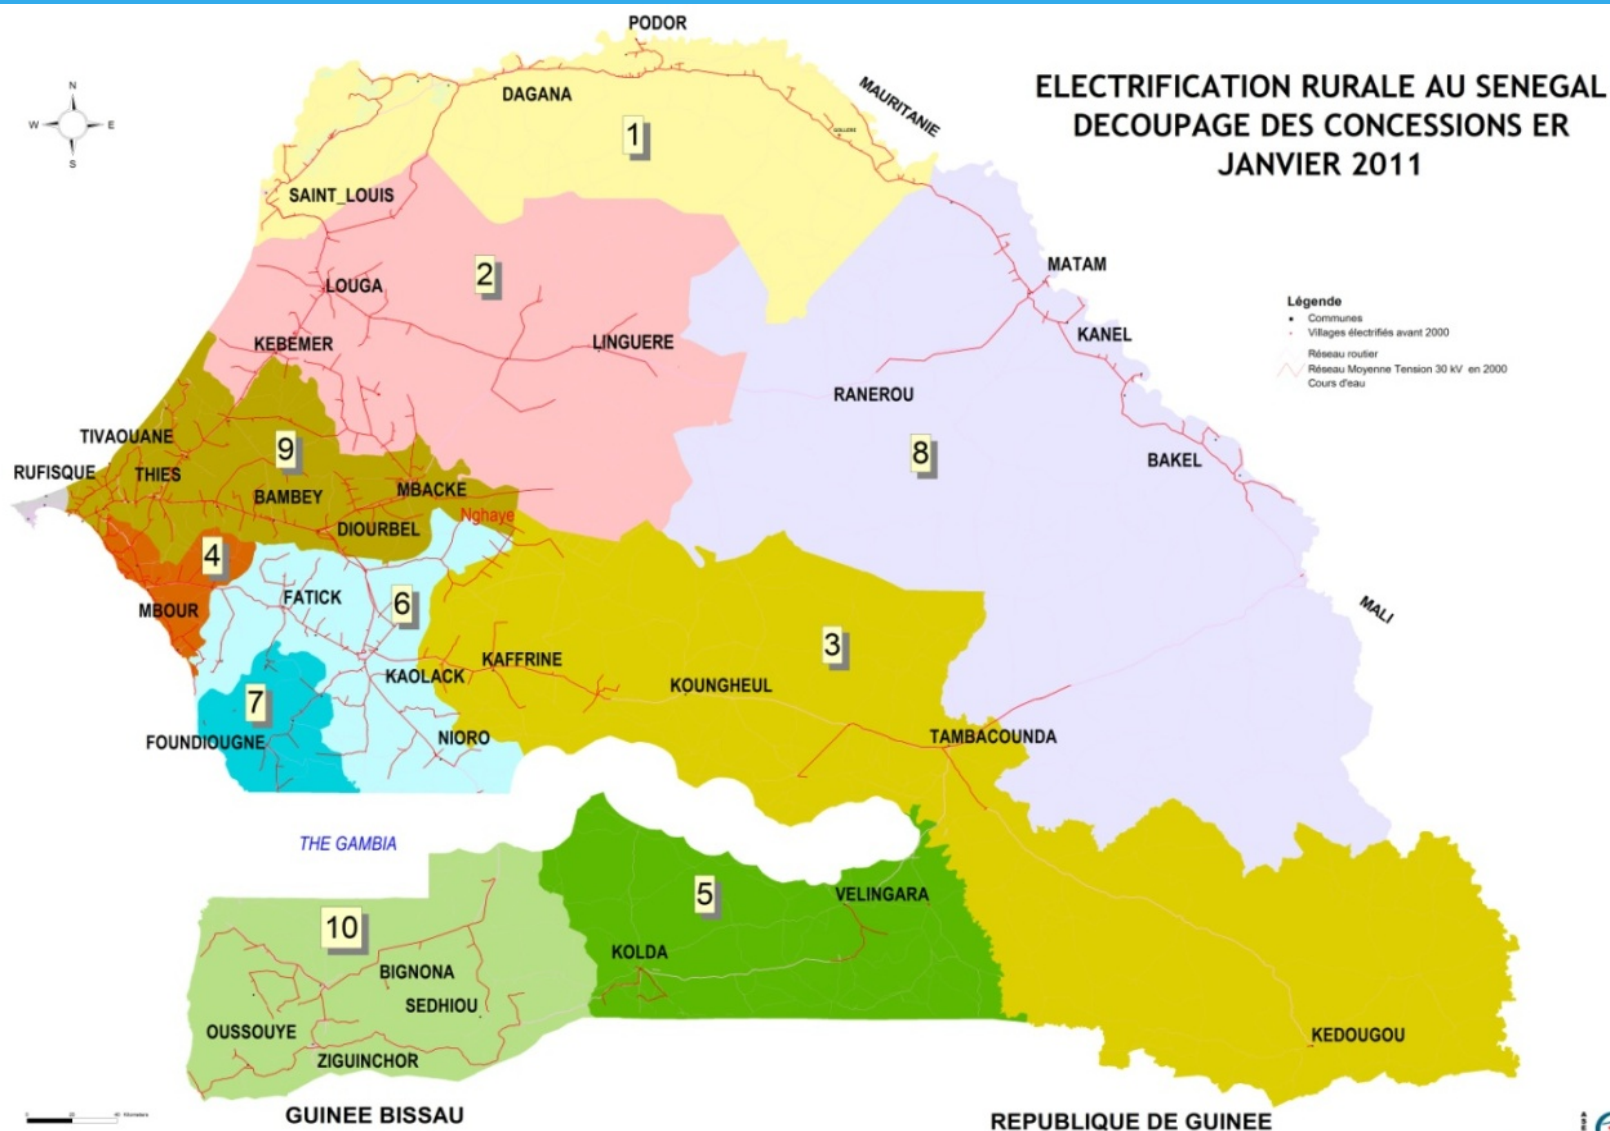 PODOR
ELECTRIFICATION RURALE AU SENEGAL
DECOUPAGE DES CONCESSIONS ER
JANVIER 2011
N
W
E
S
DAGANA
MAURITANIE
1
SAINT_LOUIS
2
LOUGA
MATAM
Légende
Communes
Villages électrifiés avant 2000
Réseau routier
Réseau Moyenne Tension 30 kV en 2000
Cours d'eau
KANEL
KEBEMER
LINGUERE
RANEROU
TIVAOUANE
9
8
RUFISQUE
THIES
BAKEL
BAMBEY
MBACKE
Nghaye
DIOURBEL
4
FATICK
6
MBOUR
MALI
3
KAFFRINE
KAOLACK
KOUNGHEUL
7
FOUNDIOUGNE
NIORO
TAMBACOUNDA
THE GAMBIA
5
VELINGARA
10
KOLDA
BIGNONA
SEDHIOU
OUSSOUYE
ZIGUINCHOR
KEDOUGOU
GUINEE BISSAU
REPUBLIQUE DE GUINEE